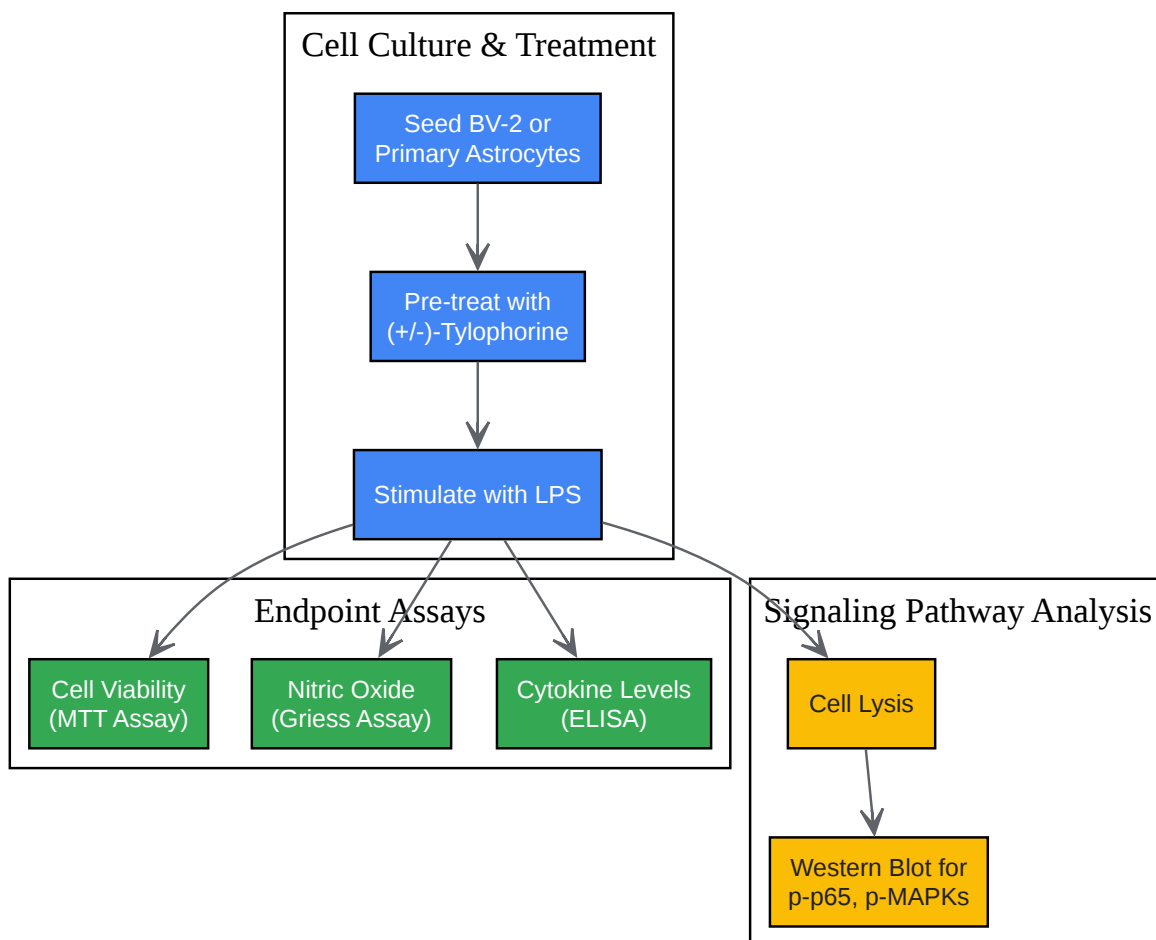 Cell Culture & Treatment
Seed BV-2 or
Primary Astrocytes
Pre-treat with
(+/-)-Tylophorine
Stimulate with LPS
Endpoint Assays
Cell Viability
(MTT Assay)
Nitric Oxide
(Griess Assay)
Cytokine Levels
(ELISA)
Signaling Pathway Analysis
Cell Lysis
Western Blot for
p-p65, p-MAPKs